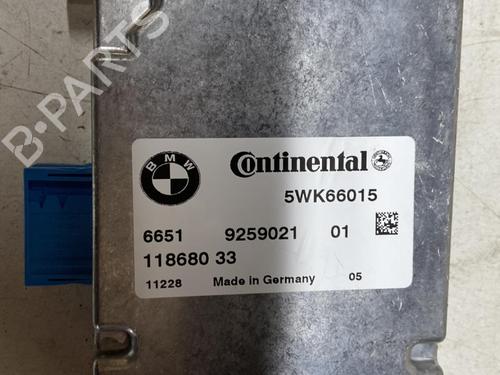 B-PARTS
BMW
Continental
5WK66015
6651 9259021 01
118680 33
11228 Made in Germany 05